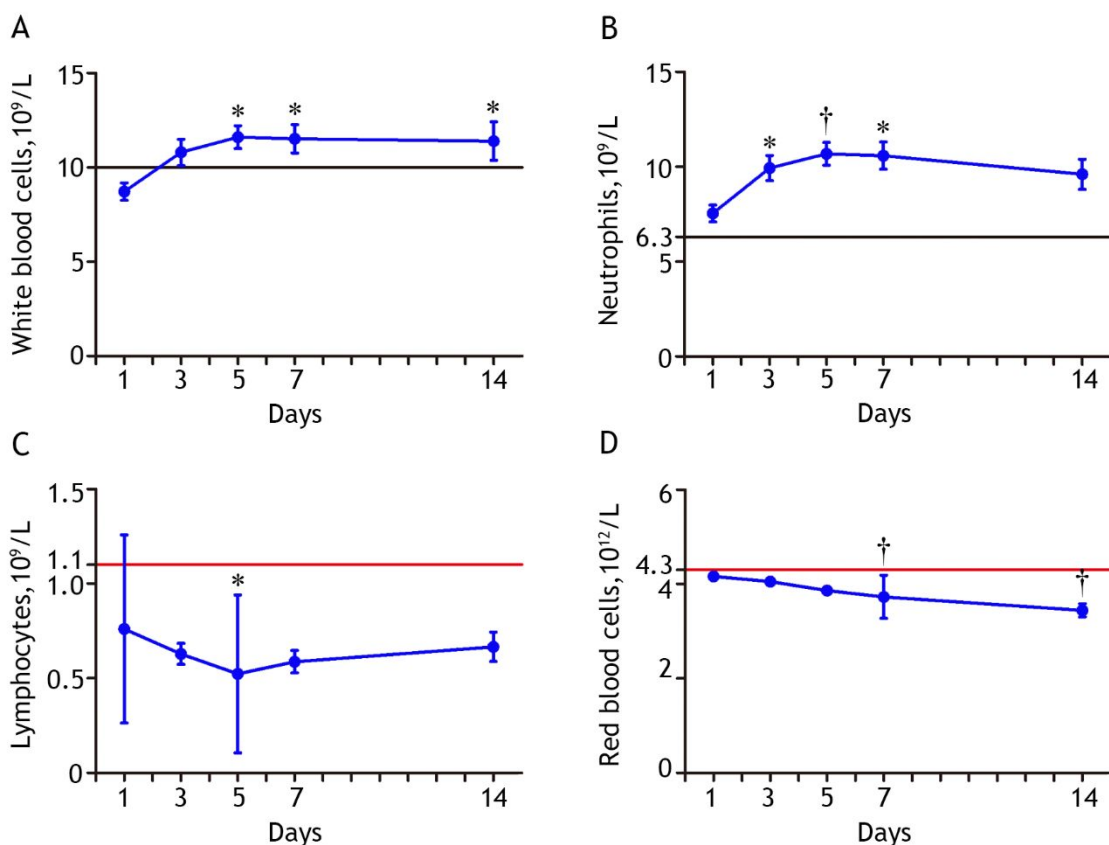 A
White blood cells,10⁹/L
15
10
5
0
* * *
1 3 5 7 14
Days
B
Neutrophils,10⁹/L
15
10
6.3
5
0
* † *
1 3 5 7 14
Days
C
Lymphocytes,10⁹/L
1.5
1.1
1.0
0.5
0
*
1 3 5 7 14
Days
D
Red blood cells,10¹²/L
6
4.3
4
2
0
† †
1 3 5 7 14
Days